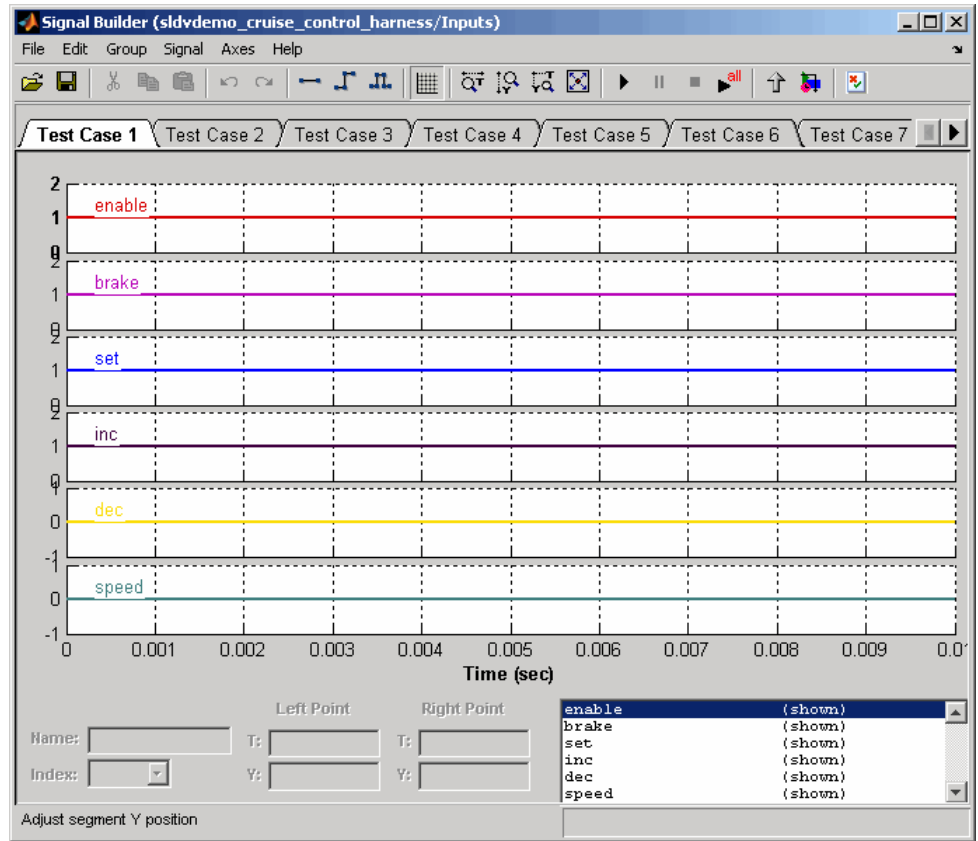 Signal Builder (sldvdemo_cruise_control_harness/Inputs)
File Edit Group Signal Axes Help
all
Test Case 1 Test Case 2 Test Case 3 Test Case 4 Test Case 5 Test Case 6 Test Case 7
2
enable
1
0
2
brake
1
0
2
set
1
0
2
inc
1
0
1
dec
0
-1
1
speed
0
-1
0 0.001 0.002 0.003 0.004 0.005 0.006 0.007 0.008 0.009 0.01
Time (sec)
Left Point Right Point
Name: T: T:
Index: Y: Y:
enable (shown)
brake (shown)
set (shown)
inc (shown)
dec (shown)
speed (shown)
Adjust segment Y position